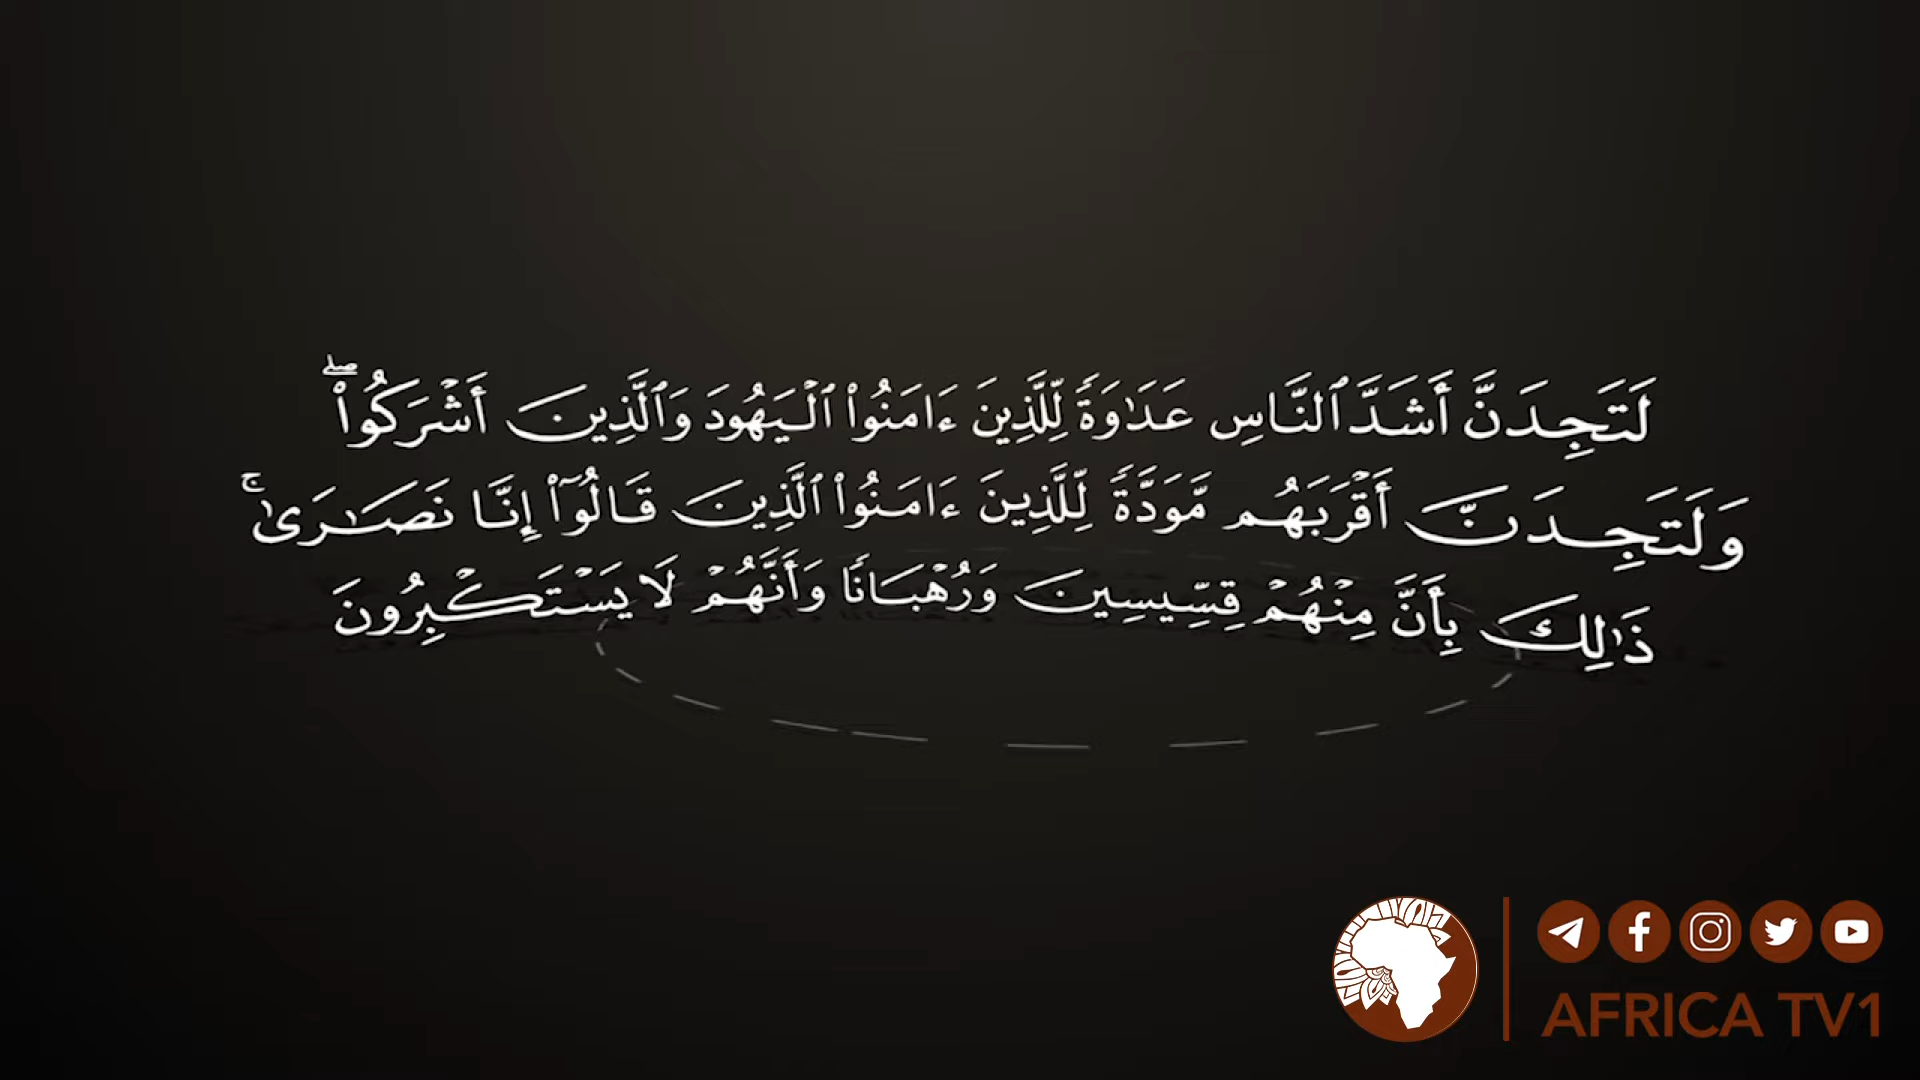 لَتَجِدَنَّ أَشَدَّ ٱلنَّاسِ عَدَٰوَةً لِّلَّذِينَ ءَامَنُوا۟ ٱلْيَهُودَ وَٱلَّذِينَ أَشْرَكُوا۟ ۖ
وَلَتَجِدَنَّ أَقْرَبَهُم مَّوَدَّةً لِّلَّذِينَ ءَامَنُوا۟ ٱلَّذِينَ قَالُوٓا۟ إِنَّا نَصَـٰرَىٰ ۚ
ذَٰلِكَ بِأَنَّ مِنْهُمْ قِسِّيسِينَ وَرُهْبَانًا وَأَنَّهُمْ لَا يَسْتَكْبِرُونَ
AFRICA TV1